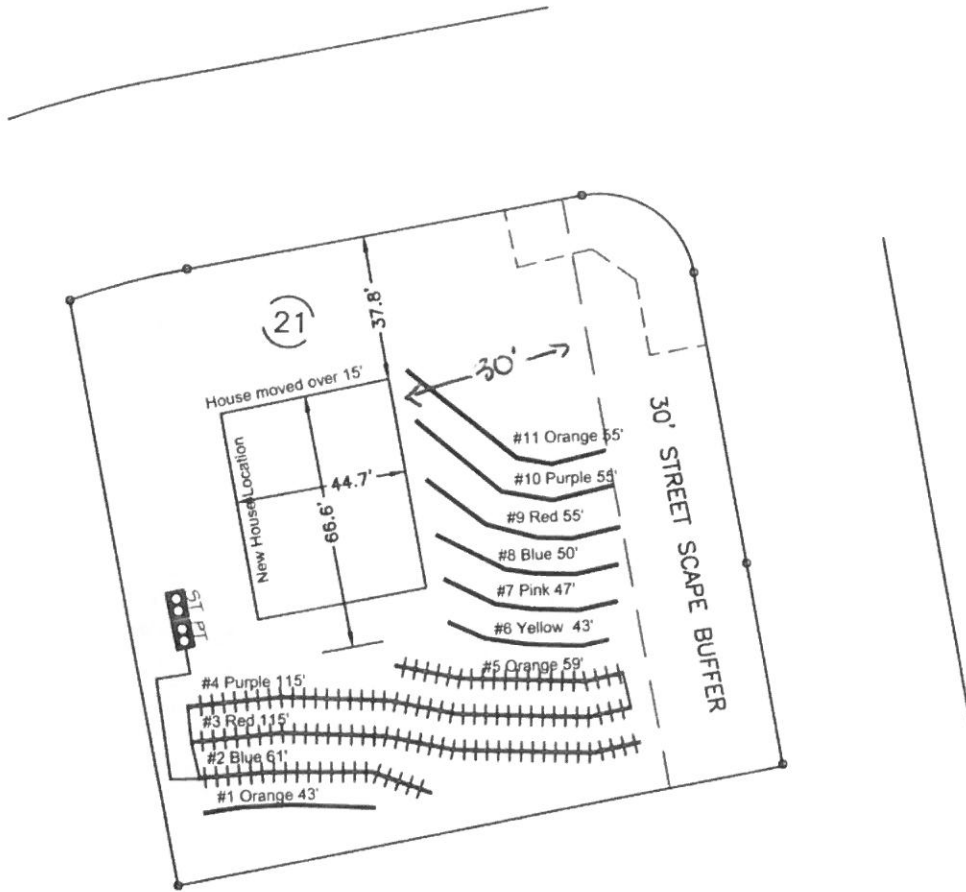 21
37.8'
30'
House moved over 15'
New House Location
44.7'
66.6'
#11 Orange 55'
#10 Purple 55'
#9 Red 55'
#8 Blue 50'
#7 Pink 47'
#6 Yellow 43'
30' STREET SCAPE BUFFER
ST PT
#5 Orange 59'
#4 Purple 115'
#3 Red 115'
#2 Blue 61'
#1 Orange 43'